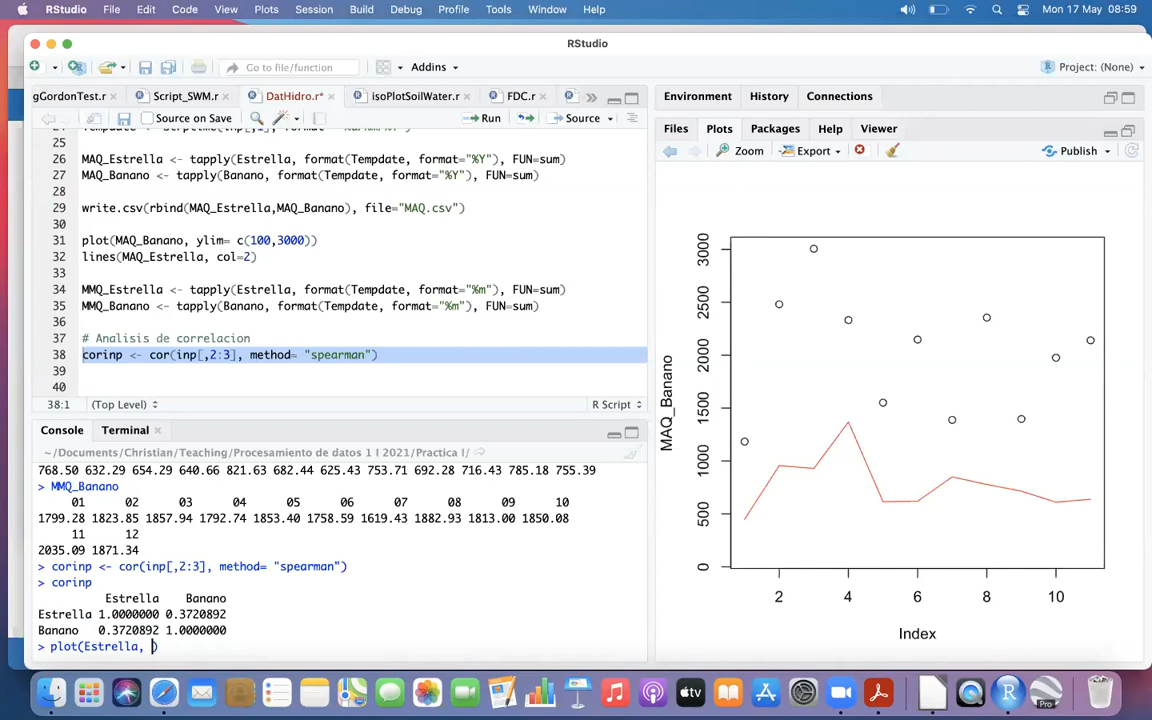 RStudio File Edit Code View Plots Session Build Debug Profile Tools Window Help Mon 17 May 08:59
RStudio
Go to file/function Addins Project: (None)
gGordonTest.r Script_SWM.r DatHidro.r* isoPlotSoilWater.r FDC.r
Source on Save Run Source
25
26 MAQ_Estrella <- tapply(Estrella, format(Tempdate, format="%Y"), FUN=sum)
27 MAQ_Banano <- tapply(Banano, format(Tempdate, format="%Y"), FUN=sum)
28
29 write.csv(rbind(MAQ_Estrella,MAQ_Banano), file="MAQ.csv")
30
31 plot(MAQ_Banano, ylim= c(100,3000))
32 lines(MAQ_Estrella, col=2)
33
34 MMQ_Estrella <- tapply(Estrella, format(Tempdate, format="%m"), FUN=sum)
35 MMQ_Banano <- tapply(Banano, format(Tempdate, format="%m"), FUN=sum)
36
37 # Analisis de correlacion
38 corinp <- cor(inp[,2:3], method= "spearman")
39
40
38:1 (Top Level) R Script
Console Terminal
~/Documents/Christian/Teaching/Procesamiento de datos 1 I 2021/Practica I/
768.50 632.29 654.29 640.66 821.63 682.44 625.43 753.71 692.28 716.43 785.18 755.39
> MMQ_Banano
01 02 03 04 05 06 07 08 09 10
1799.28 1823.85 1857.94 1792.74 1853.40 1758.59 1619.43 1882.93 1813.00 1850.08
11 12
2035.09 1871.34
> corinp <- cor(inp[,2:3], method= "spearman")
> corinp
Estrella Banano
Estrella 1.0000000 0.3720892
Banano 0.3720892 1.0000000
> plot(Estrella, )
Environment History Connections
Files Plots Packages Help Viewer
Zoom Export Publish
3000
2500
2000
1500
1000
500
0
MAQ_Banano
2 4 6 8 10
Index
tv
Pro